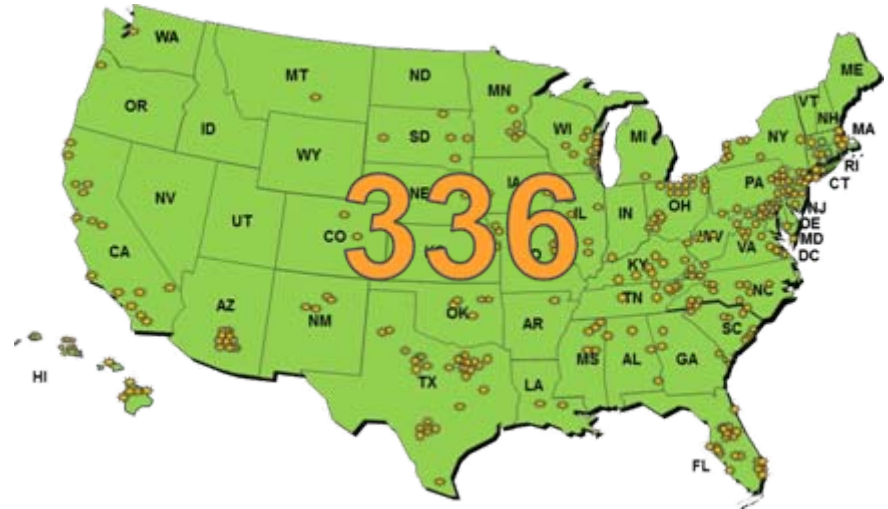 WA
MT
ND
MN
ME
VT
NH
OR
ID
SD
WI
MI
NY
MA
WY
RI
CT
NE
IA
PA
NV
UT
CO
336
IL
IN
OH
NJ
DE
MD
DC
CA
VA
KY
NC
TN
AZ
NM
OK
AR
SC
MS
AL
GA
HI
TX
LA
FL